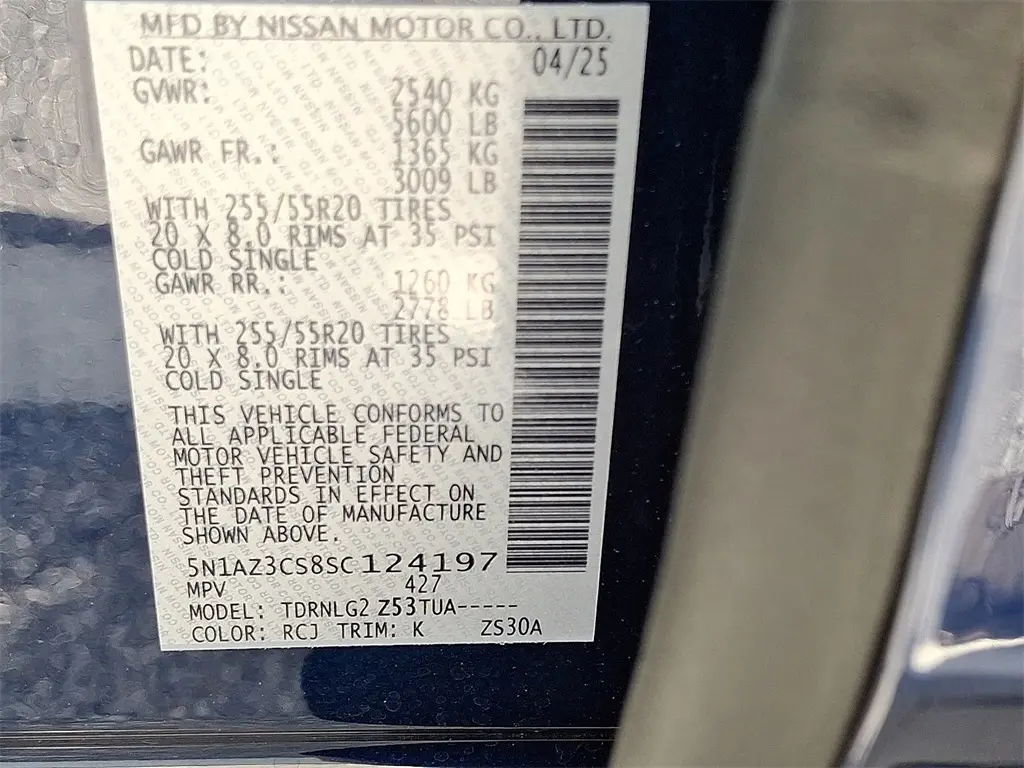 MFD BY NISSAN MOTOR CO., LTD.
DATE: 04/25
GVWR: 2540 KG
5600 LB
GAWR FR.: 1365 KG
3009 LB
WITH 255/55R20 TIRES
20 X 8.0 RIMS AT 35 PSI
COLD SINGLE
GAWR RR.: 1260 KG
2778 LB
WITH 255/55R20 TIRES
20 X 8.0 RIMS AT 35 PSI
COLD SINGLE
THIS VEHICLE CONFORMS TO
ALL APPLICABLE FEDERAL
MOTOR VEHICLE SAFETY AND
THEFT PREVENTION
STANDARDS IN EFFECT ON
THE DATE OF MANUFACTURE
SHOWN ABOVE.
5N1AZ3CS8SC124197
MPV 427
MODEL: TDRNLG2 Z53TUA-----
COLOR: RCJ TRIM: K ZS30A